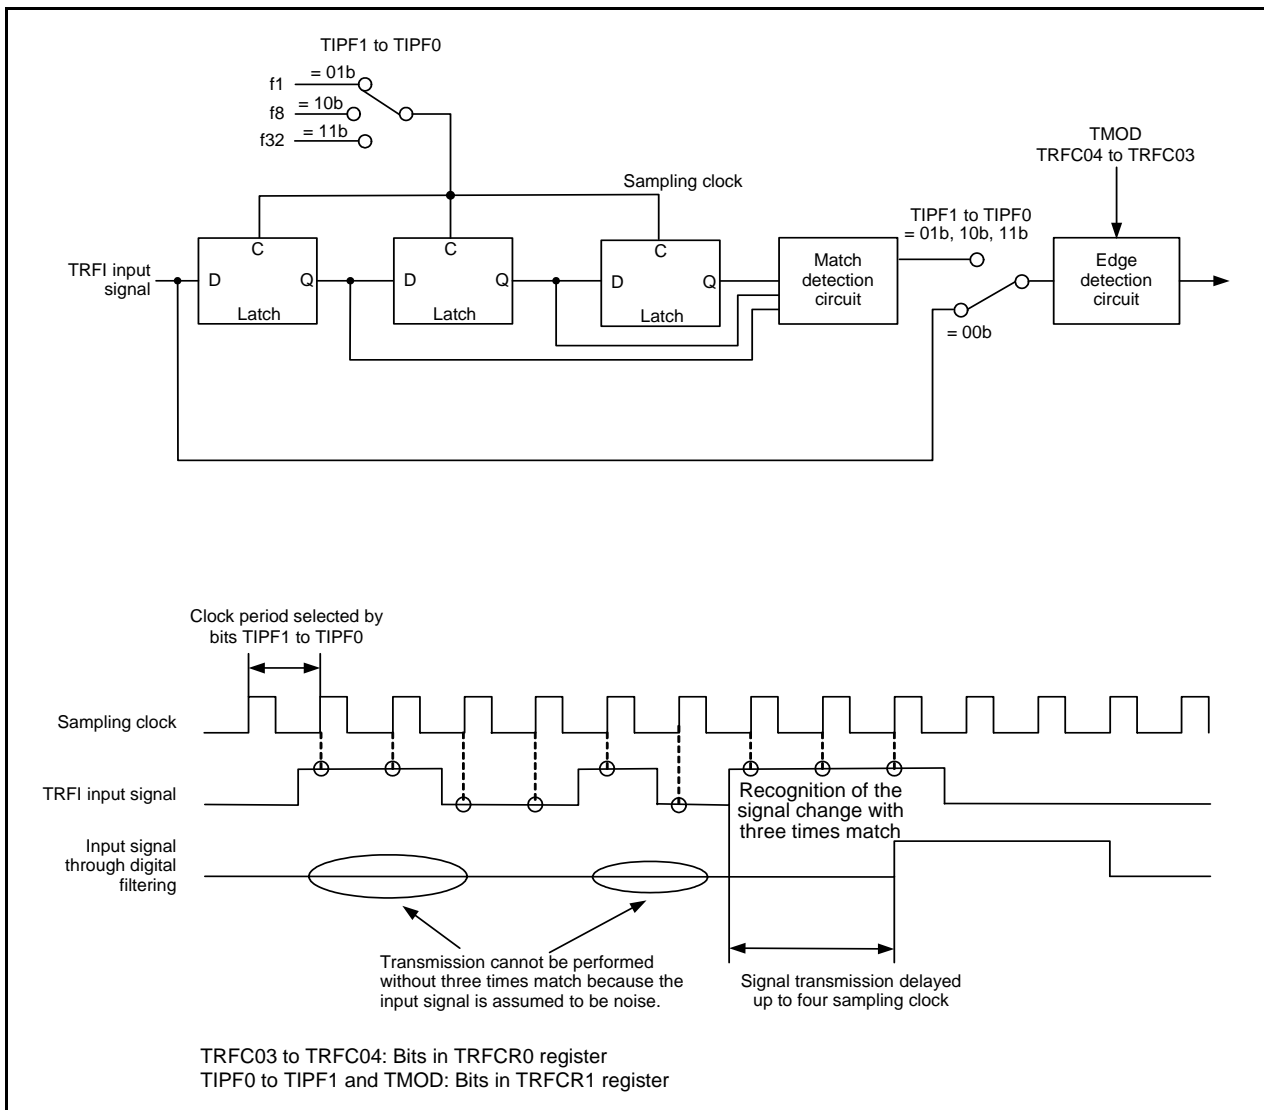 TIPF1 to TIPF0
f1
= 01b
f8
= 10b
f32
= 11b
Sampling clock
TMOD
TRFC04 to TRFC03
TRFI input
signal
D
C
Q
Latch
D
C
Q
Latch
D
C
Q
Latch
Match
detection
circuit
TIPF1 to TIPF0
= 01b, 10b, 11b
= 00b
Edge
detection
circuit
Clock period selected by
bits TIPF1 to TIPF0
Sampling clock
TRFI input signal
Recognition of the
signal change with
three times match
Input signal
through digital
filtering
Transmission cannot be performed
without three times match because the
input signal is assumed to be noise.
Signal transmission delayed
up to four sampling clock
TRFC03 to TRFC04: Bits in TRFCR0 register
TIPF0 to TIPF1 and TMOD: Bits in TRFCR1 register